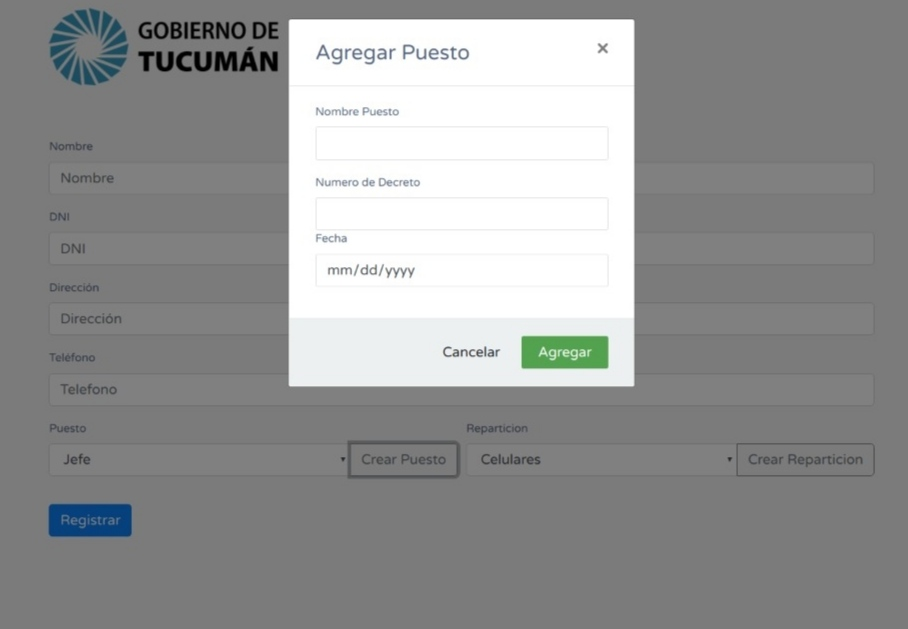 GOBIERNO DE
TUCUMÁN
Agregar Puesto ×
Nombre Puesto
Numero de Decreto
Fecha
mm/dd/yyyy
Cancelar Agregar
Nombre
Nombre
DNI
DNI
Dirección
Dirección
Teléfono
Telefono
Puesto Reparticion
Jefe Crear Puesto Celulares Crear Reparticion
Registrar